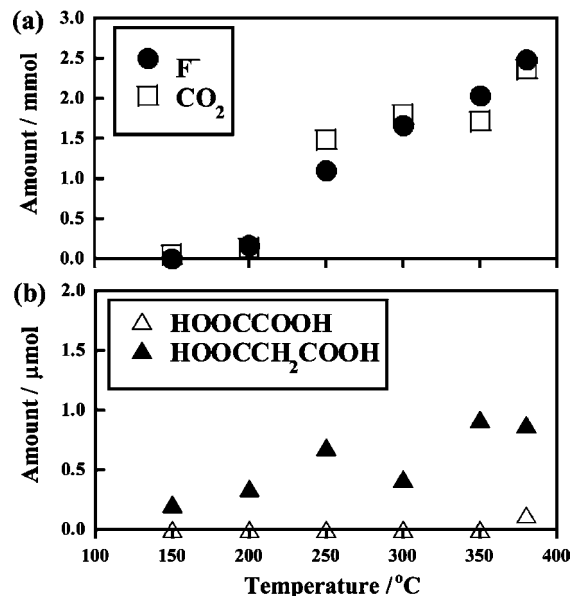 (a)
F⁻
CO₂
Amount / mmol
3.0
2.5
2.0
1.5
1.0
0.5
0.0
(b)
HOOCCOOH
HOOCCH₂COOH
Amount / μmol
2.0
1.5
1.0
0.5
0.0
100 150 200 250 300 350 400
Temperature / °C